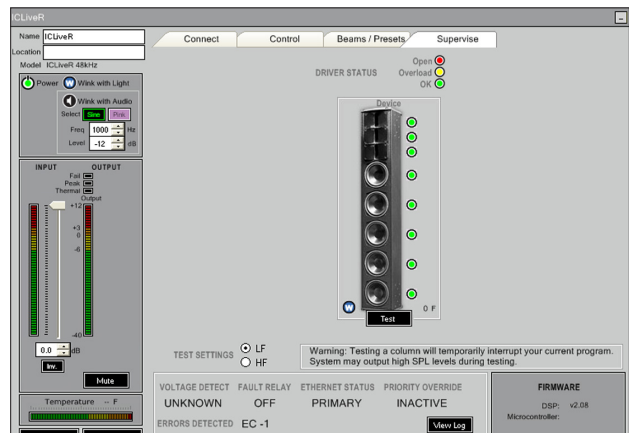 ICLiveR
Name ICLiveR
Location
Model ICLiveR 48kHz
Connect Control Beams / Presets Supervise
Power W Wink with Light
Wink with Audio
Select Sine Pink
Freq 1000 Hz
Level -12 dB
INPUT OUTPUT
Fail
Peak
Thermal
Output
+12
+3
0
-6
-40
0.0 dB
Inv.
Mute
Temperature -- F
DRIVER STATUS
Open
Overload
OK
Device
W
0 F
Test
TEST SETTINGS
LF
HF
Warning: Testing a column will temporarily interrupt your current program.
System may output high SPL levels during testing.
VOLTAGE DETECT FAULT RELAY ETHERNET STATUS PRIORITY OVERRIDE
UNKNOWN OFF PRIMARY INACTIVE
ERRORS DETECTED EC -1
View Log
FIRMWARE
DSP: v2.08
Microcontroller: